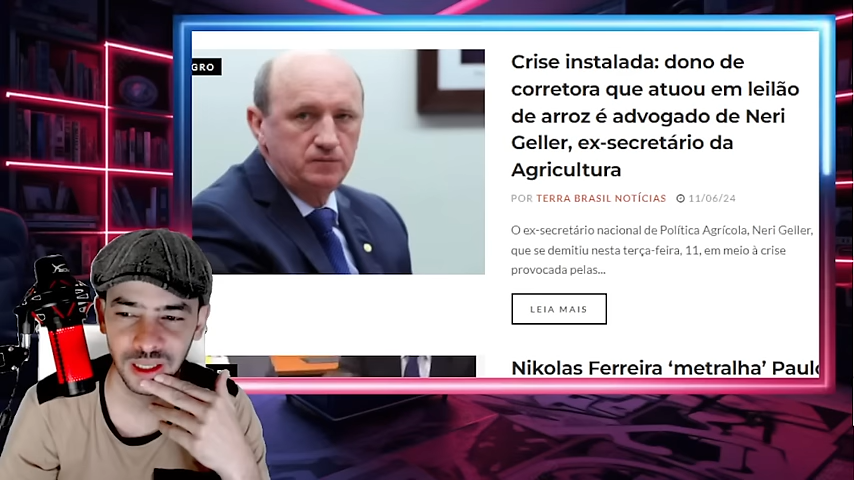 GRO
Crise instalada: dono de
corretora que atuou em leilão
de arroz é advogado de Neri
Geller, ex-secretário da
Agricultura
POR TERRA BRASIL NOTÍCIAS 11/06/24
O ex-secretário nacional de Política Agrícola, Neri Geller,
que se demitiu nesta terça-feira, 11, em meio à crise
provocada pelas...
LEIA MAIS
Nikolas Ferreira ‘metralha’ Paulo